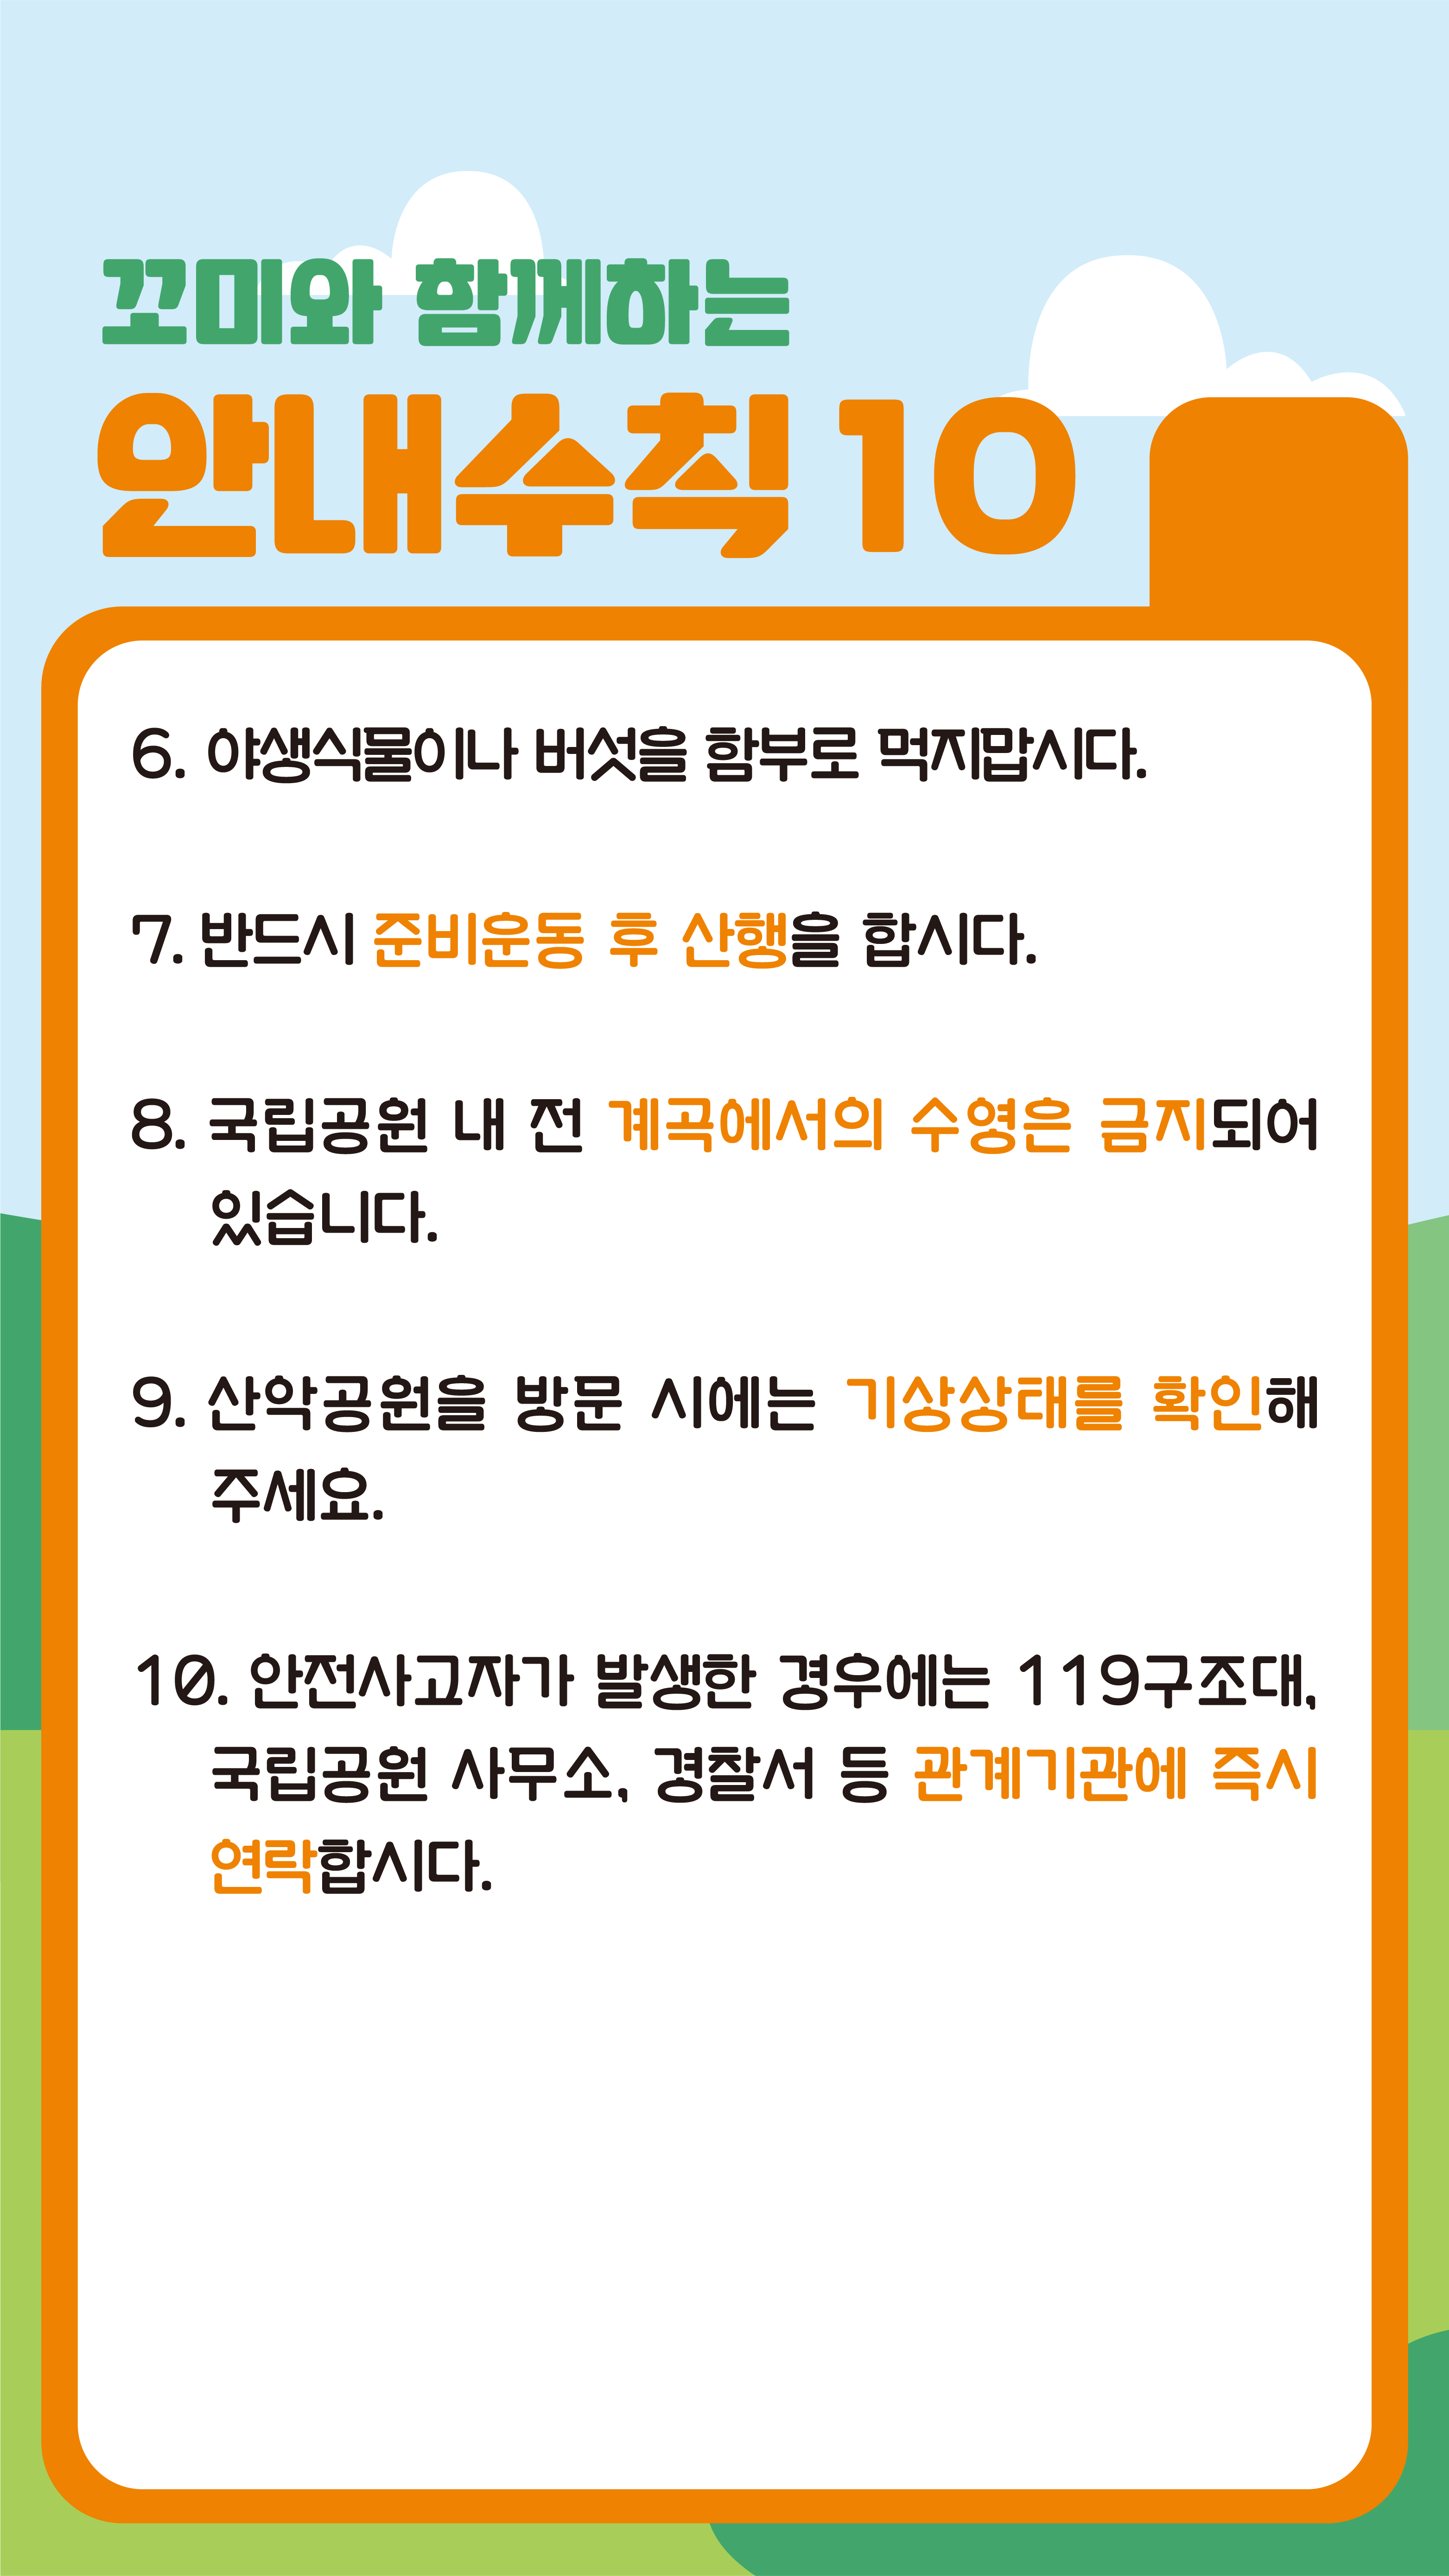 꼬미와 함께하는
안내수칙 10
6. 야생식물이나 버섯을 함부로 먹지맙시다.
7. 반드시 준비운동 후 산행을 합시다.
8. 국립공원 내 전 계곡에서의 수영은 금지되어
있습니다.
9. 산악공원을 방문 시에는 기상상태를 확인해
주세요.
10. 안전사고자가 발생한 경우에는 119구조대,
국립공원 사무소, 경찰서 등 관계기관에 즉시
연락합시다.